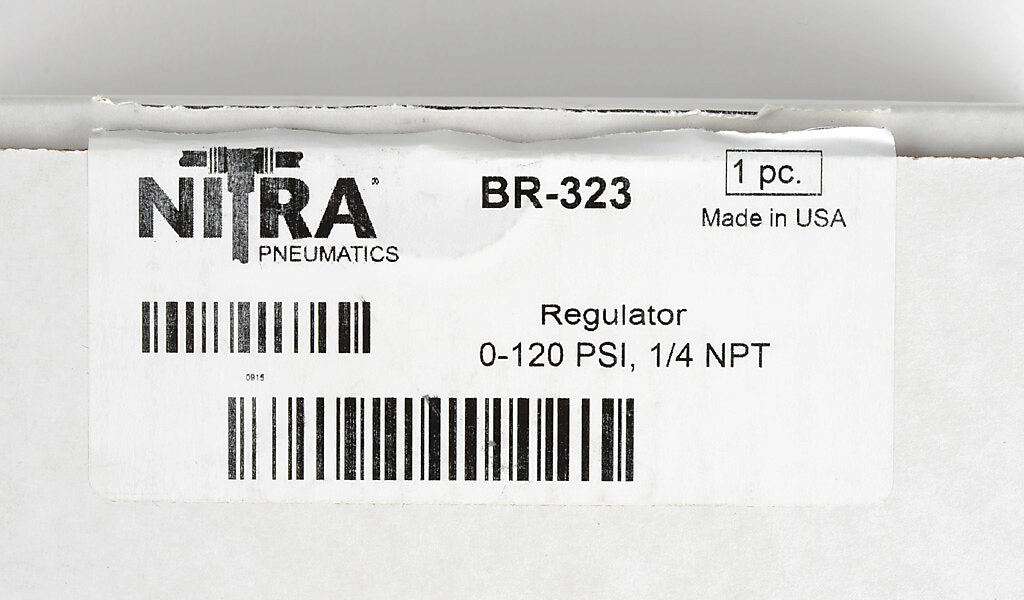 NITRA®
PNEUMATICS
BR-323
1 pc.
Made in USA
Regulator
0-120 PSI, 1/4 NPT
0915